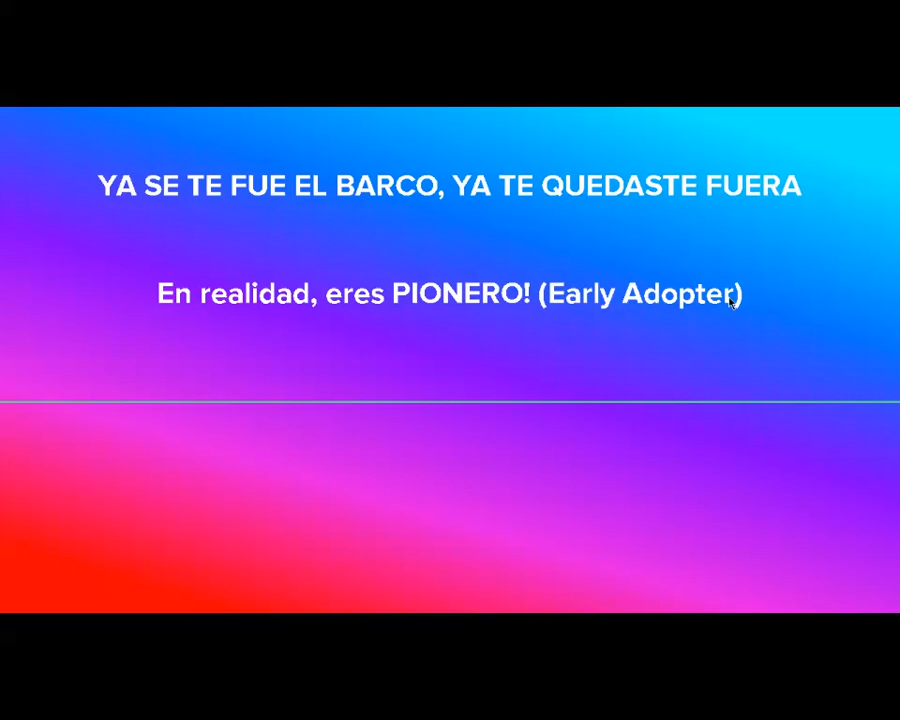 YA SE TE FUE EL BARCO, YA TE QUEDASTE FUERA
En realidad, eres PIONERO! (Early Adopter)